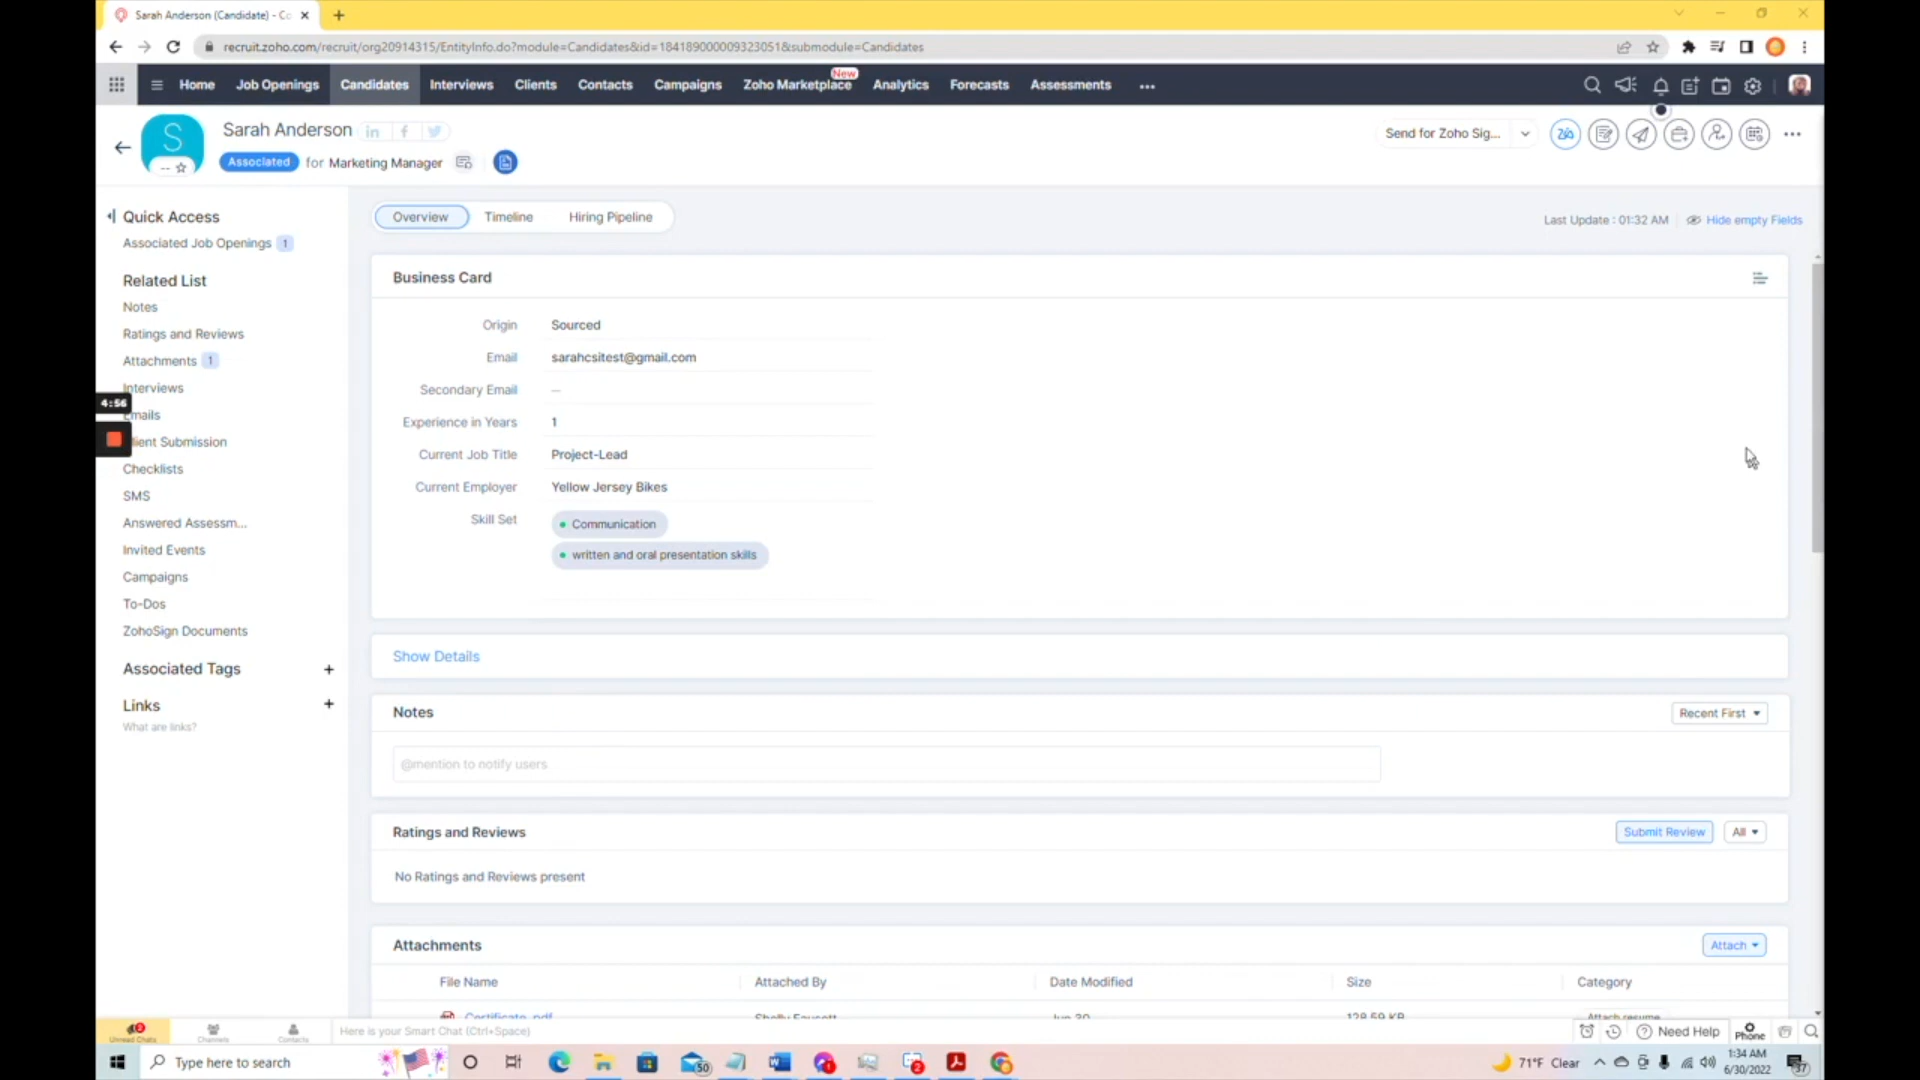 Sarah Anderson (Candidate) - Co
recruit.zoho.com/recruit/org20914315/EntityInfo.do?module=Candidates&id=184189000009323051&submodule=Candidates
Home Job Openings Candidates Interviews Clients Contacts Campaigns Zoho Marketplace New Analytics Forecasts Assessments
S
Sarah Anderson
Associated for Marketing Manager
Send for Zoho Sig...
Quick Access
Associated Job Openings 1
Related List
Notes
Ratings and Reviews
Attachments 1
Interviews
4:56
Emails
lient Submission
Checklists
SMS
Answered Assessm...
Invited Events
Campaigns
To-Dos
ZohoSign Documents
Associated Tags +
Links +
What are links?
Overview Timeline Hiring Pipeline
Last Update : 01:32 AM Hide empty Fields
Business Card
Origin Sourced
Email sarahcsitest@gmail.com
Secondary Email —
Experience in Years 1
Current Job Title Project-Lead
Current Employer Yellow Jersey Bikes
Skill Set Communication
written and oral presentation skills
Show Details
Notes Recent First
@mention to notify users
Ratings and Reviews Submit Review All
No Ratings and Reviews present
Attachments Attach
File Name Attached By Date Modified Size Category
Certificate.pdf Shelly Faucett Jun 30 128.59 KB Attach resume
Unread Chats Channels Contacts Here is your Smart Chat (Ctrl+Space) Need Help Phone
Type here to search 50 2 71°F Clear 1:34 AM
6/30/2022 37